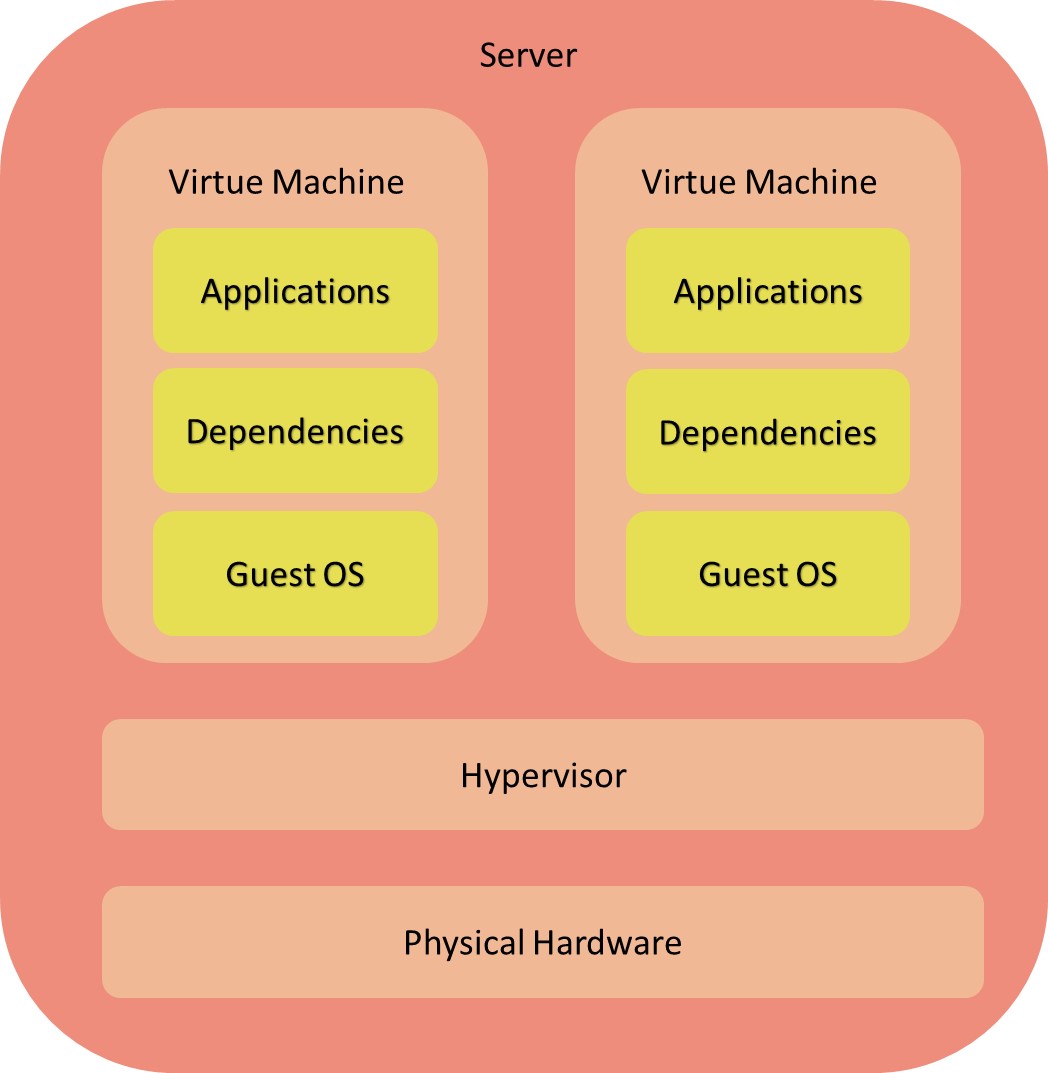 Server
Virtue Machine
Applications
Dependencies
Guest OS
Virtue Machine
Applications
Dependencies
Guest OS
Hypervisor
Physical Hardware